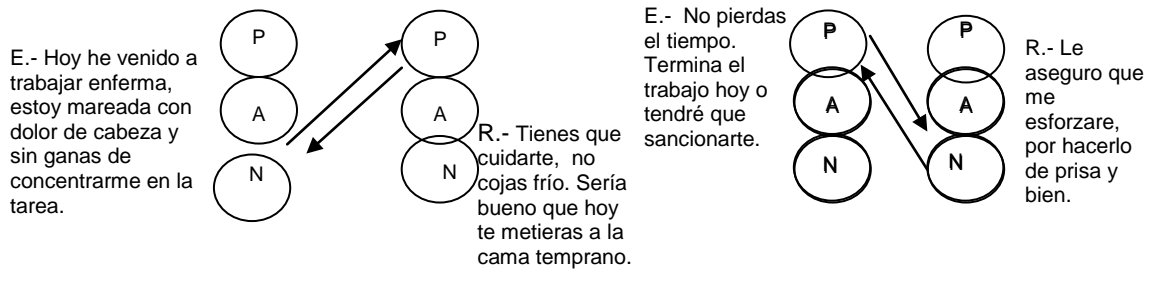 E.- Hoy he venido a
trabajar enferma,
estoy mareada con
dolor de cabeza y
sin ganas de
concentrarme en la
tarea.
P
A
N
P
A
N
R.- Tienes que
cuidarte, no
cojas frío. Sería
bueno que hoy
te metieras a la
cama temprano.
E.- No pierdas
el tiempo.
Termina el
trabajo hoy o
tendré que
sancionarte.
P
A
N
P
A
N
R.- Le
aseguro que
me
esforzare,
por hacerlo
de prisa y
bien.